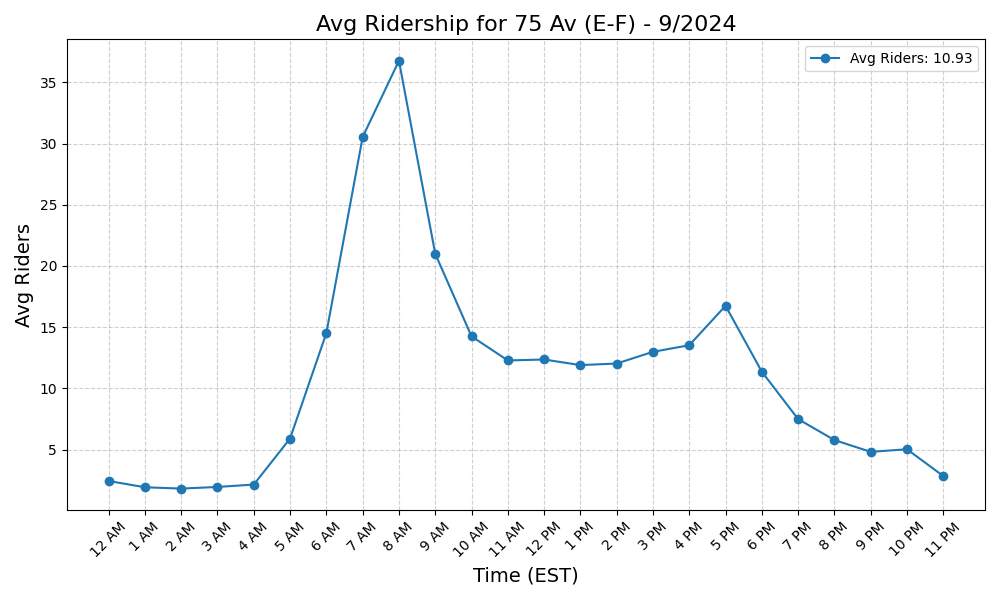 Avg Ridership for 75 Av (E-F) - 9/2024
Avg Riders: 10.93
Avg Riders
35
30
25
20
15
10
5
12 AM
1 AM
2 AM
3 AM
4 AM
5 AM
6 AM
7 AM
8 AM
9 AM
10 AM
11 AM
12 PM
1 PM
2 PM
3 PM
4 PM
5 PM
6 PM
7 PM
8 PM
9 PM
10 PM
11 PM
Time (EST)